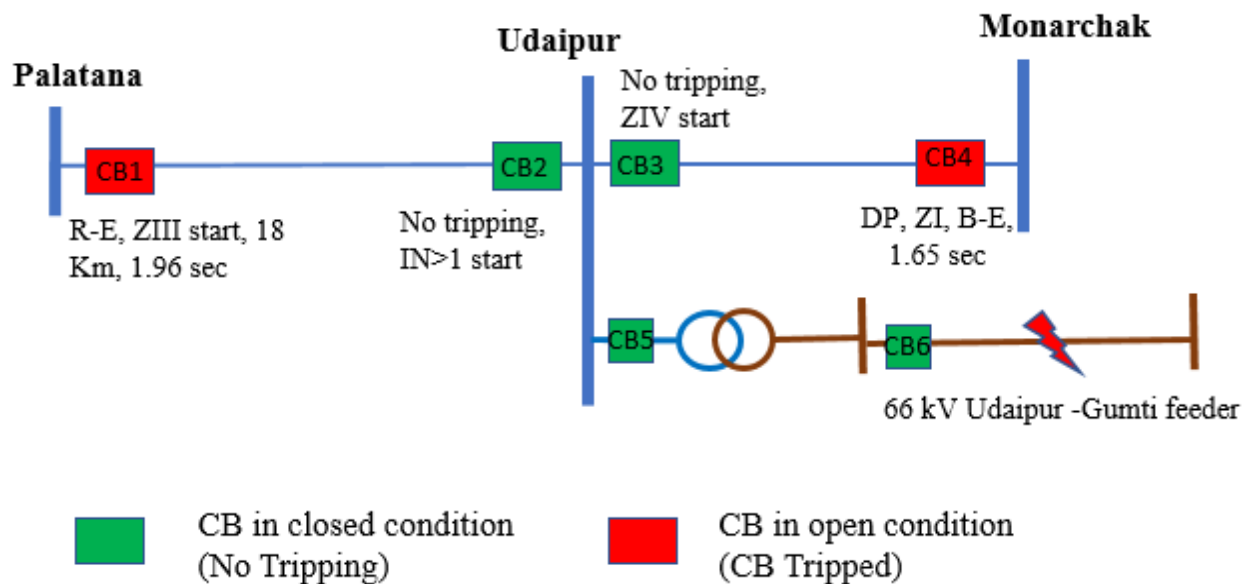 Palatana
Udaipur
Monarchak
No tripping,
ZIV start
CB1
CB2
CB3
CB4
R-E, ZIII start, 18
Km, 1.96 sec
No tripping,
IN>1 start
DP, ZI, B-E,
1.65 sec
CB5
CB6
66 kV Udaipur -Gumti feeder
CB in closed condition
(No Tripping)
CB in open condition
(CB Tripped)